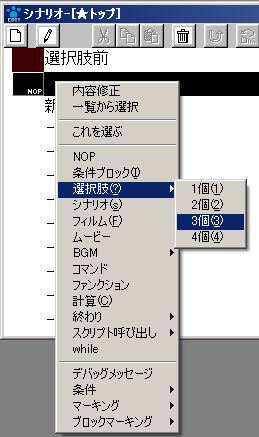 シナリオー[★トップ]
選択肢前
NOP
新
内容修正
一覧から選択
これを選ぶ
NOP
条件ブロック(I)
選択肢(?)
1個(1)
2個(2)
3個(3)
4個(4)
シナリオ(s)
フィルム(F)
ムービー
BGM
コマンド
ファンクション
計算(C)
終わり
スクリプト呼び出し
while
デバッグメッセージ
条件
マーキング
ブロックマーキング